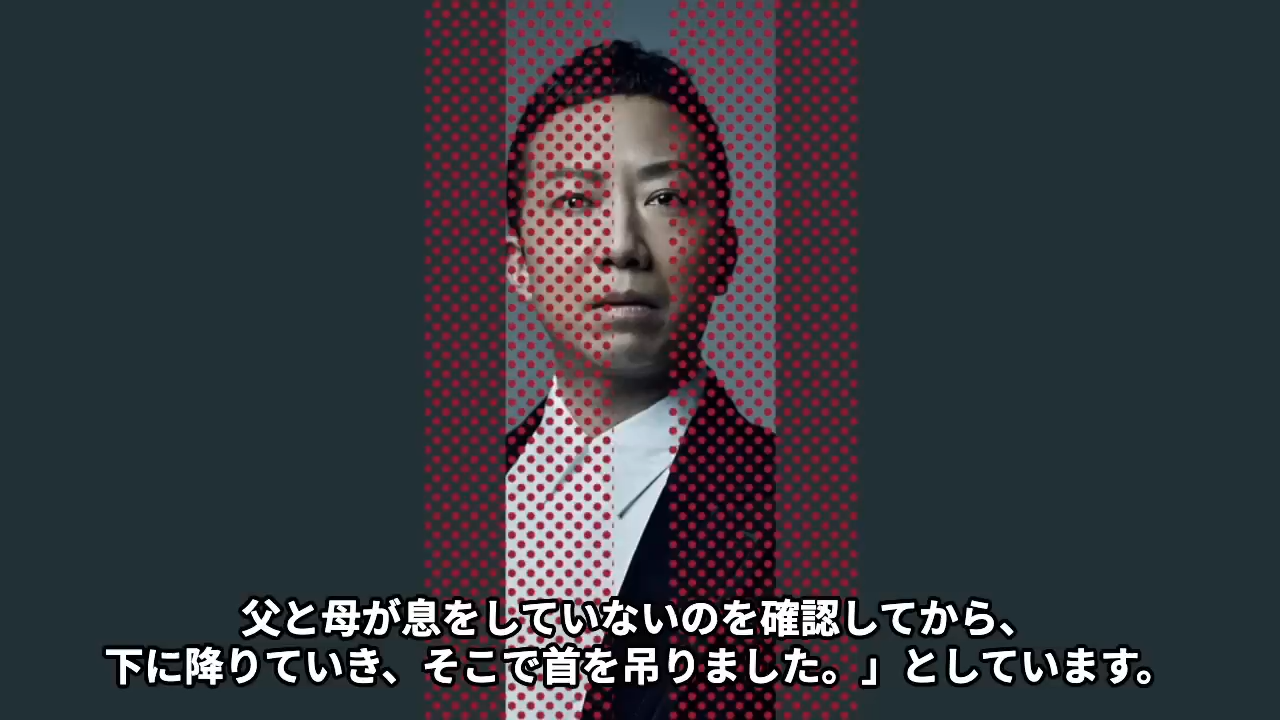 父と母が息をしていないのを確認してから、
下に降りていき、そこで首を吊りました。」としています。